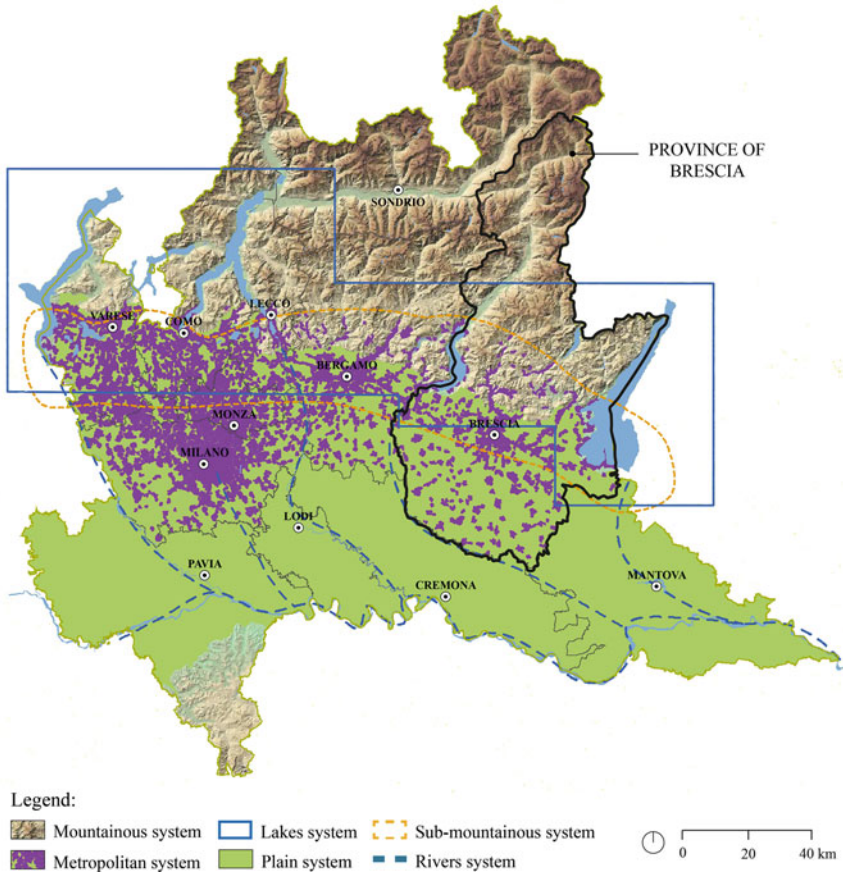 PROVINCE OF
BRESCIA
SONDRIO
LECCO
VARESE
COMO
BERGAMO
MONZA
BRESCIA
MILANO
LODI
PAVIA
CREMONA
MANTOVA
Legend:
Mountainous system
Lakes system
Sub-mountainous system
Metropolitan system
Plain system
Rivers system
0 20 40 km